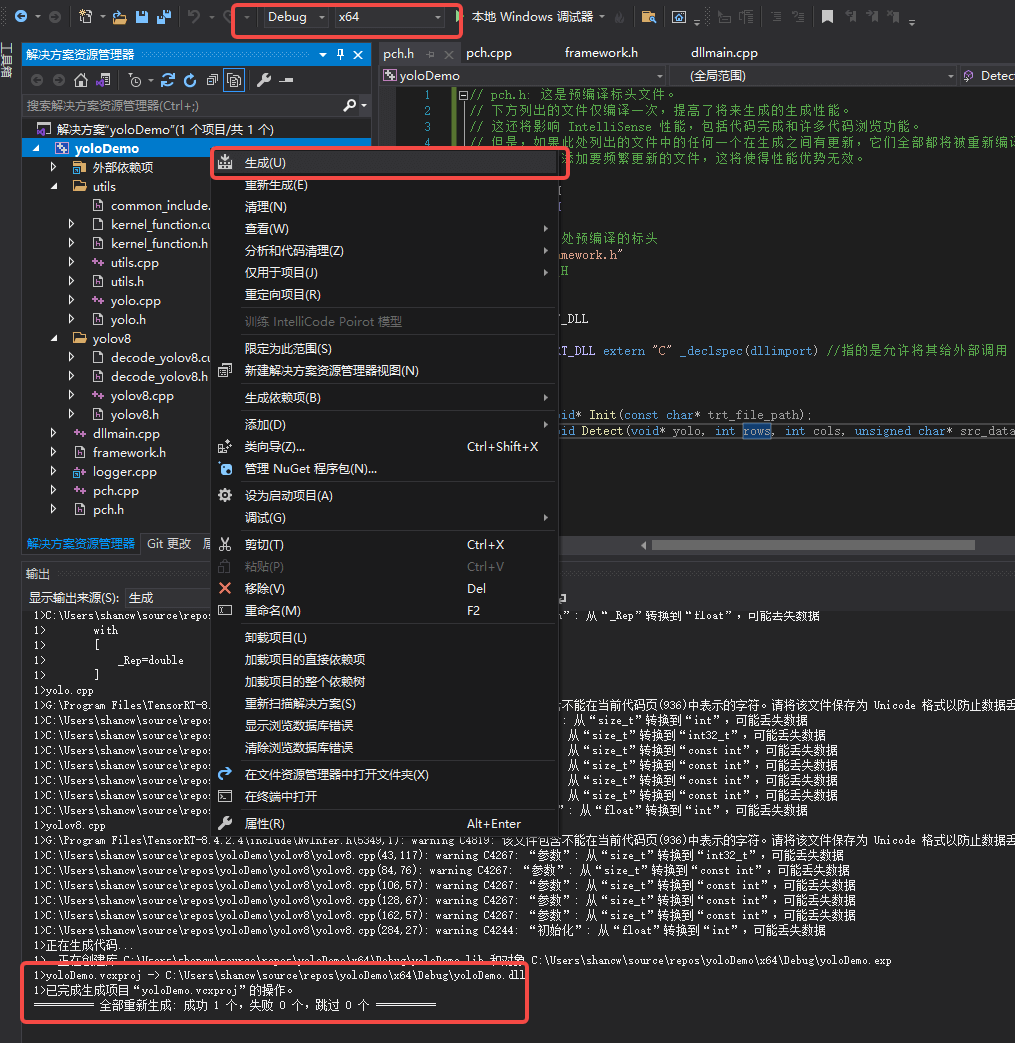 Debug
x64
本地 Windows 调试器
工具箱
解决方案资源管理器
搜索解决方案资源管理器(Ctrl+;)
解决方案"yoloDemo"(1 个项目/共 1 个)
yoloDemo
外部依赖项
utils
common_include.
kernel_function.cu
kernel_function.h
utils.cpp
utils.h
yolo.cpp
yolo.h
yolov8
decode_yolov8.cu
decode_yolov8.h
yolov8.cpp
yolov8.h
dllmain.cpp
framework.h
logger.cpp
pch.cpp
pch.h
解决方案资源管理器
Git 更改
pch.h
pch.cpp
framework.h
dllmain.cpp
yoloDemo
(全局范围)
Detec
1 // pch.h: 这是预编译标头文件。
2 // 下方列出的文件仅编译一次，提高了将来生成的生成性能。
3 // 这还将影响 IntelliSense 性能，包括代码完成和许多代码浏览功能。
4 // 但是，如果此处列出的文件中的任何一个在生成之间有更新，它们全部都将被重新编译
添加要频繁更新的文件，这将使得性能优势无效。
处预编译的标头
mework.h"
H
T_DLL
RT_DLL extern "C" _declspec(dllimport) //指的是允许将其给外部调用
oid* Init(const char* trt_file_path);
oid Detect(void* yolo, int rows, int cols, unsigned char* src_data
生成(U)
重新生成(E)
清理(N)
查看(W)
分析和代码清理(Z)
仅用于项目(J)
重定向项目(R)
训练 IntelliCode Poirot 模型
限定为此范围(S)
新建解决方案资源管理器视图(N)
生成依赖项(B)
添加(D)
类向导(Z)... Ctrl+Shift+X
管理 NuGet 程序包(N)...
设为启动项目(A)
调试(G)
剪切(T) Ctrl+X
粘贴(P) Ctrl+V
移除(V) Del
重命名(M) F2
卸载项目(L)
加载项目的直接依赖项
加载项目的整个依赖树
重新扫描解决方案(S)
显示浏览数据库错误
清除浏览数据库错误
在文件资源管理器中打开文件夹(X)
在终端中打开
属性(R) Alt+Enter
输出
显示输出来源(S): 生成
1>C:\Users\shancw\source\repos ”: 从“_Rep”转换到“float”，可能丢失数据
1> with
1> [
1> _Rep=double
1> ]
1>yolo.cpp
1>G:\Program Files\TensorRT-8. 含不能在当前代码页(936)中表示的字符。请将该文件保存为 Unicode 格式以防止数据丢
1>C:\Users\shancw\source\repos : 从“size_t”转换到“int”，可能丢失数据
1>C:\Users\shancw\source\repos 从“size_t”转换到“int32_t”，可能丢失数据
1>C:\Users\shancw\source\repos 从“size_t”转换到“const int”，可能丢失数据
1>C:\Users\shancw\source\repos 从“size_t”转换到“const int”，可能丢失数据
1>C:\Users\shancw\source\repos 从“size_t”转换到“const int”，可能丢失数据
1>C:\Users\shancw\source\repos 从“size_t”转换到“const int”，可能丢失数据
1>C:\Users\shancw\source\repos : 从“float”转换到“int”，可能丢失数据
1>yolov8.cpp
1>G:\Program Files\TensorRT-8.4.2.4\include\NvInfer.h(5349,1): warning C4819: 该文件包含不能在当前代码页(936)中表示的字符。请将该文件保存为 Unicode 格式以防止数据丢
1>C:\Users\shancw\source\repos\yoloDemo\yolov8\yolov8.cpp(43,117): warning C4267: “参数”: 从“size_t”转换到“int32_t”，可能丢失数据
1>C:\Users\shancw\source\repos\yoloDemo\yolov8\yolov8.cpp(84,76): warning C4267: “参数”: 从“size_t”转换到“const int”，可能丢失数据
1>C:\Users\shancw\source\repos\yoloDemo\yolov8\yolov8.cpp(106,57): warning C4267: “参数”: 从“size_t”转换到“const int”，可能丢失数据
1>C:\Users\shancw\source\repos\yoloDemo\yolov8\yolov8.cpp(128,67): warning C4267: “参数”: 从“size_t”转换到“const int”，可能丢失数据
1>C:\Users\shancw\source\repos\yoloDemo\yolov8\yolov8.cpp(162,57): warning C4267: “参数”: 从“size_t”转换到“const int”，可能丢失数据
1>C:\Users\shancw\source\repos\yoloDemo\yolov8\yolov8.cpp(284,27): warning C4244: “初始化”: 从“float”转换到“int”，可能丢失数据
1>正在生成代码...
1> 正在创建库 C:\Users\shancw\source\repos\yoloDemo\x64\Debug\yoloDemo.lib 和对象 C:\Users\shancw\source\repos\yoloDemo\x64\Debug\yoloDemo.exp
1>yoloDemo.vcxproj -> C:\Users\shancw\source\repos\yoloDemo\x64\Debug\yoloDemo.dll
1>已完成生成项目“yoloDemo.vcxproj”的操作。
========== 全部重新生成: 成功 1 个，失败 0 个，跳过 0 个 ==========